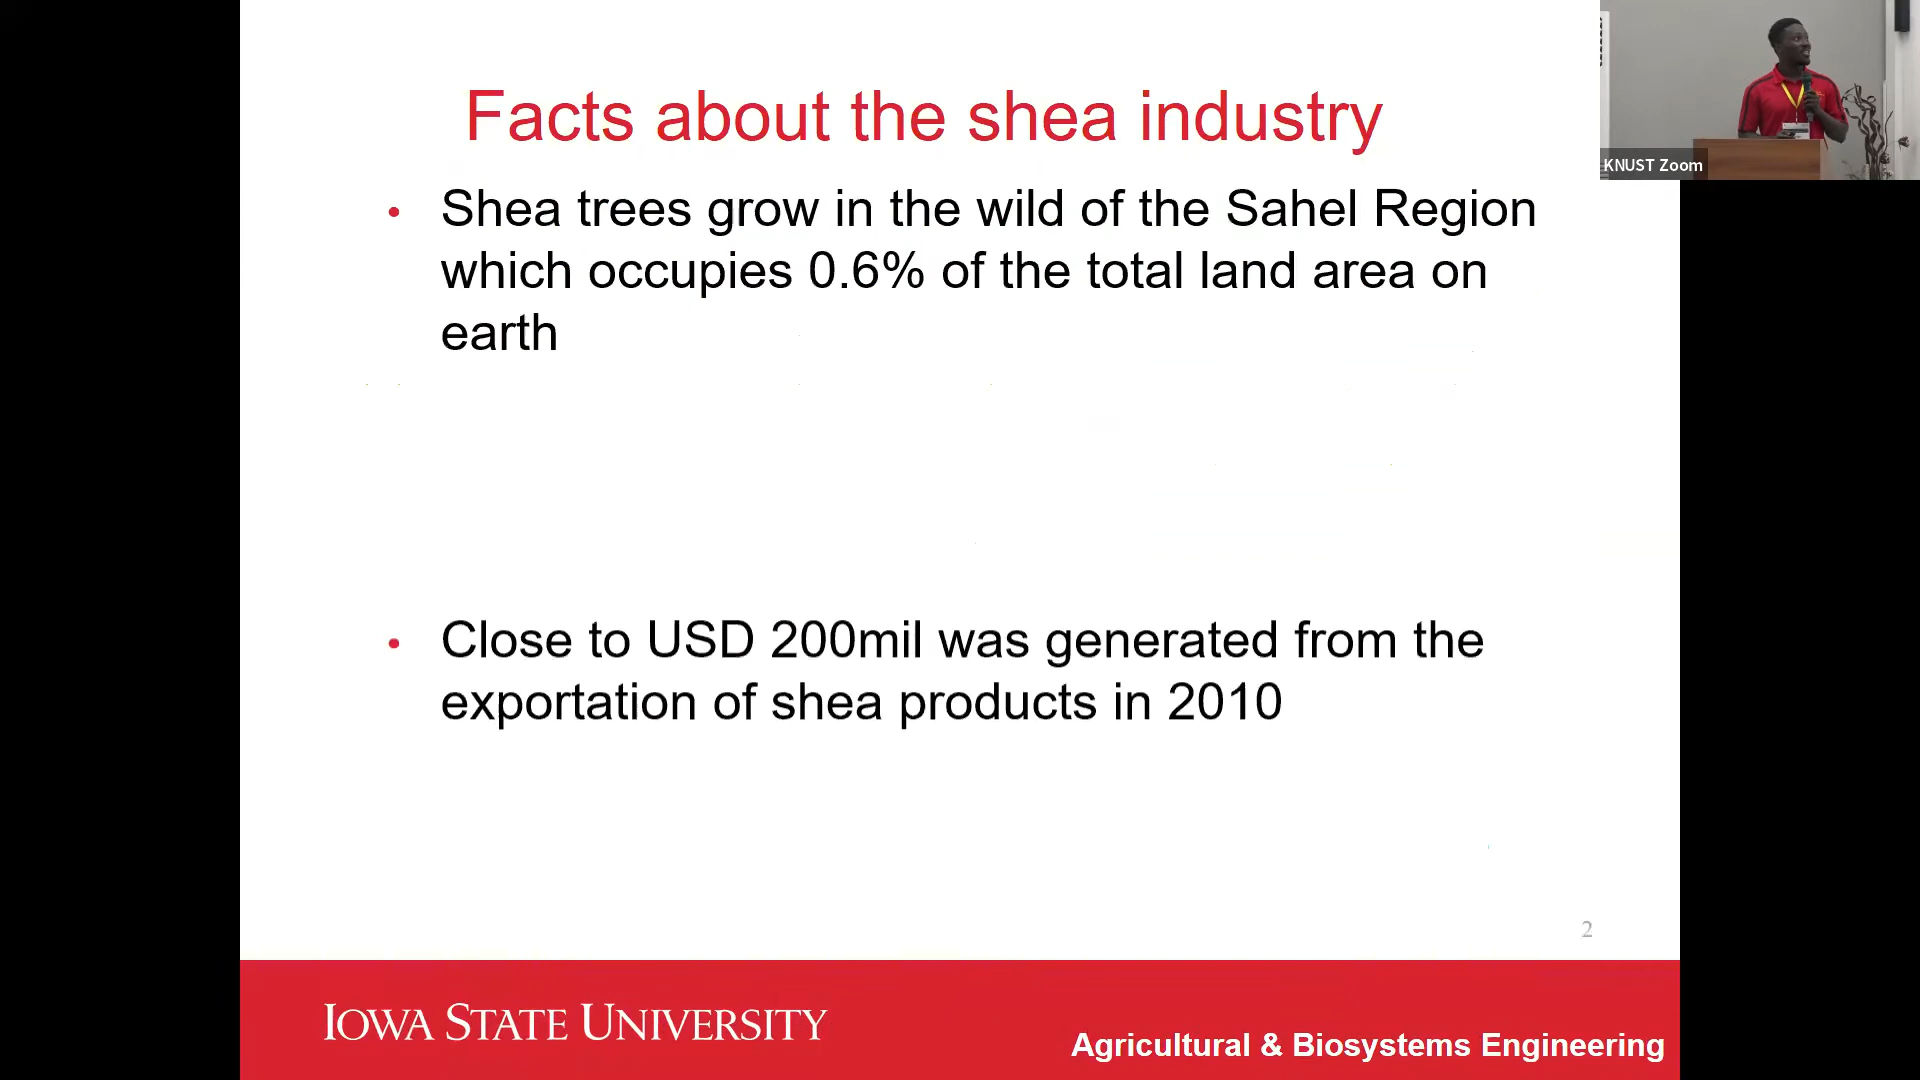 Facts about the shea industry
• Shea trees grow in the wild of the Sahel Region
which occupies 0.6% of the total land area on
earth
• Close to USD 200mil was generated from the
exportation of shea products in 2010
2
IOWA STATE UNIVERSITY
Agricultural & Biosystems Engineering
KNUST Zoom